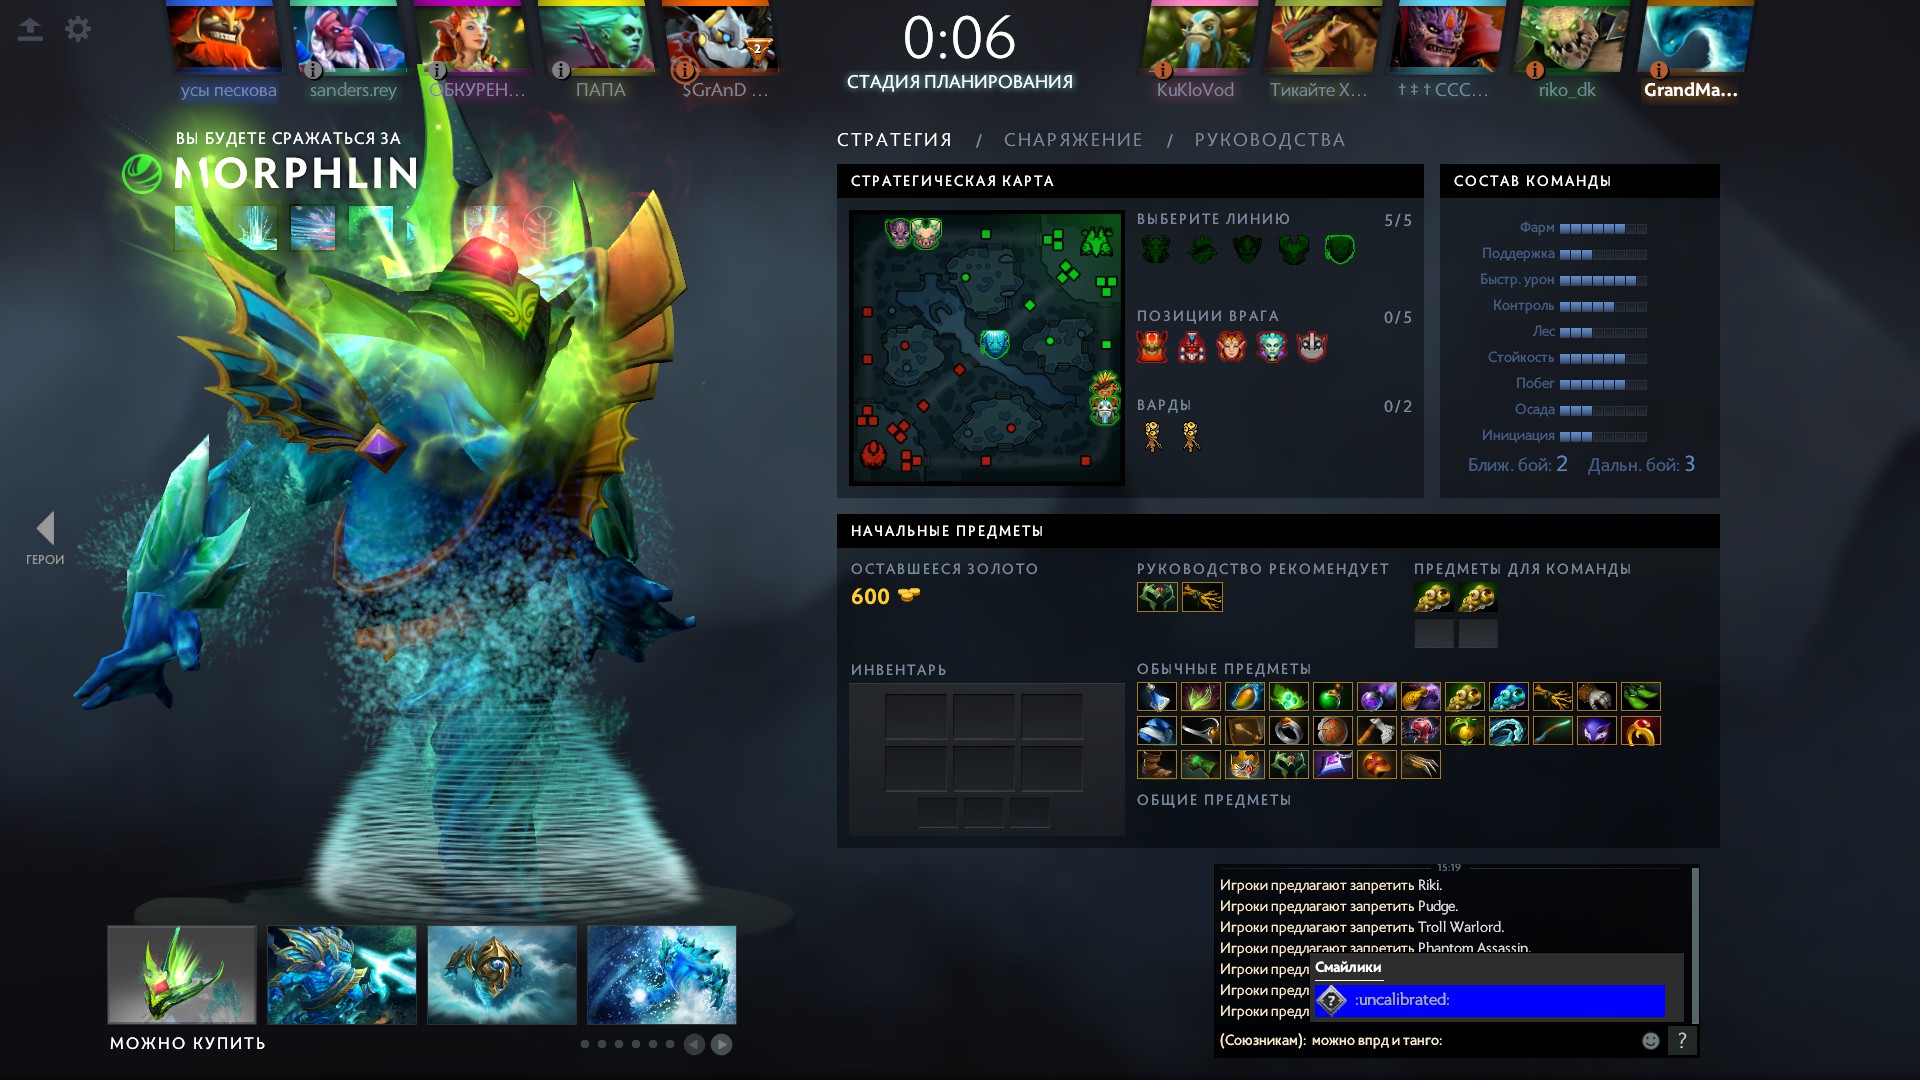 0:06
СТАДИЯ ПЛАНИРОВАНИЯ
усы пескова
sanders.rey
ОБКУРЕН...
ПАПА
2
$GrAnD ...
KuKloVod
Тикайте Х...
† ‡ † ССС...
riko_dk
GrandMa...
ВЫ БУДЕТЕ СРАЖАТЬСЯ ЗА
MORPHLIN
ГЕРОИ
СТРАТЕГИЯ / СНАРЯЖЕНИЕ / РУКОВОДСТВА
СТРАТЕГИЧЕСКАЯ КАРТА
ВЫБЕРИТЕ ЛИНИЮ 5/5
ПОЗИЦИИ ВРАГА 0/5
ВАРДЫ 0/2
СОСТАВ КОМАНДЫ
Фарм
Поддержка
Быстр. урон
Контроль
Лес
Стойкость
Побег
Осада
Инициация
Ближ. бой: 2 Дальн. бой: 3
НАЧАЛЬНЫЕ ПРЕДМЕТЫ
ОСТАВШЕЕСЯ ЗОЛОТО
600
РУКОВОДСТВО РЕКОМЕНДУЕТ
ПРЕДМЕТЫ ДЛЯ КОМАНДЫ
ИНВЕНТАРЬ
ОБЫЧНЫЕ ПРЕДМЕТЫ
ОБЩИЕ ПРЕДМЕТЫ
МОЖНО КУПИТЬ
15:19
Игроки предлагают запретить Riki.
Игроки предлагают запретить Pudge.
Игроки предлагают запретить Troll Warlord.
Игроки предлагают запретить Phantom Assassin.
Игроки предл
Игроки предл
Игроки предл
Смайлики
:uncalibrated:
(Союзникам): можно впрд и танго:
?